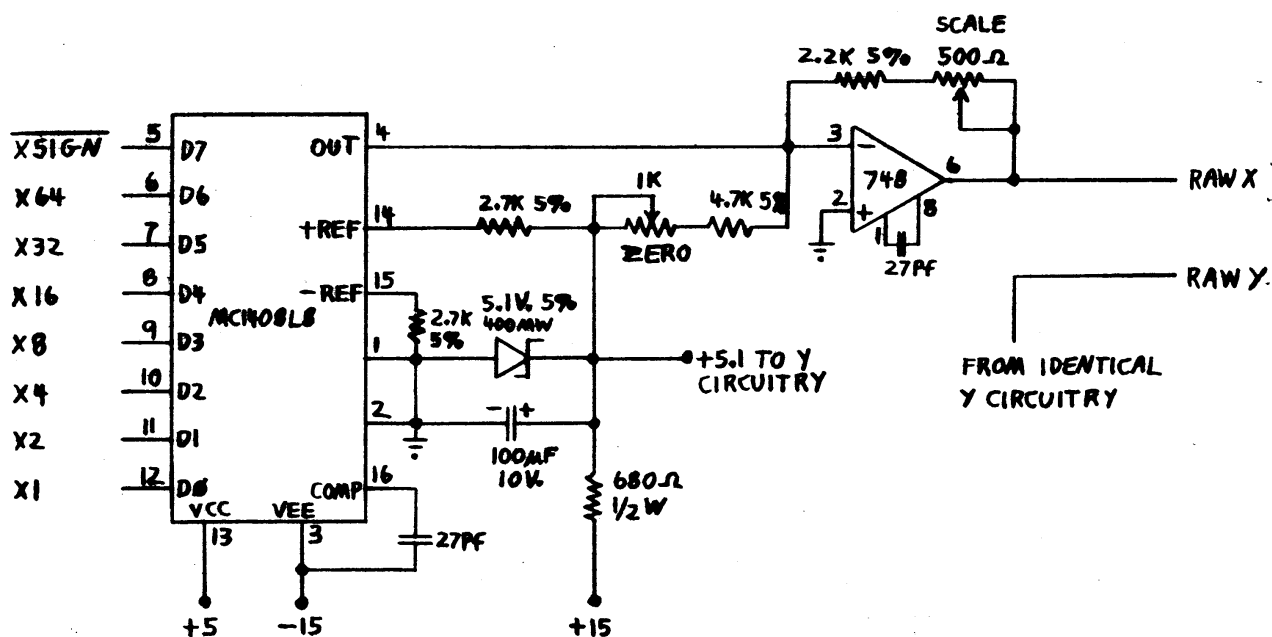 SCALE
2.2K 5% 500Ω
XSIGN 5 D7 OUT 4 3 − 748 6 RAW X
X64 6 D6 1K 4.7K 5% 2 + 8
2.7K 5% 14 +REF ZERO 1 27PF
X32 7 D5
X16 8 D4 −REF 15 RAW Y
MC1408L8 5.1V. 5%
400MW
2.7K
5%
X8 9 D3 1 +5.1 TO Y
CIRCUITRY
FROM IDENTICAL
Y CIRCUITRY
X4 10 D2 2 − +
X2 11 D1 100µF
10V.
X1 12 D0 COMP 16 680Ω
1/2 W
VCC VEE
13 3 27PF
+5 −15 +15